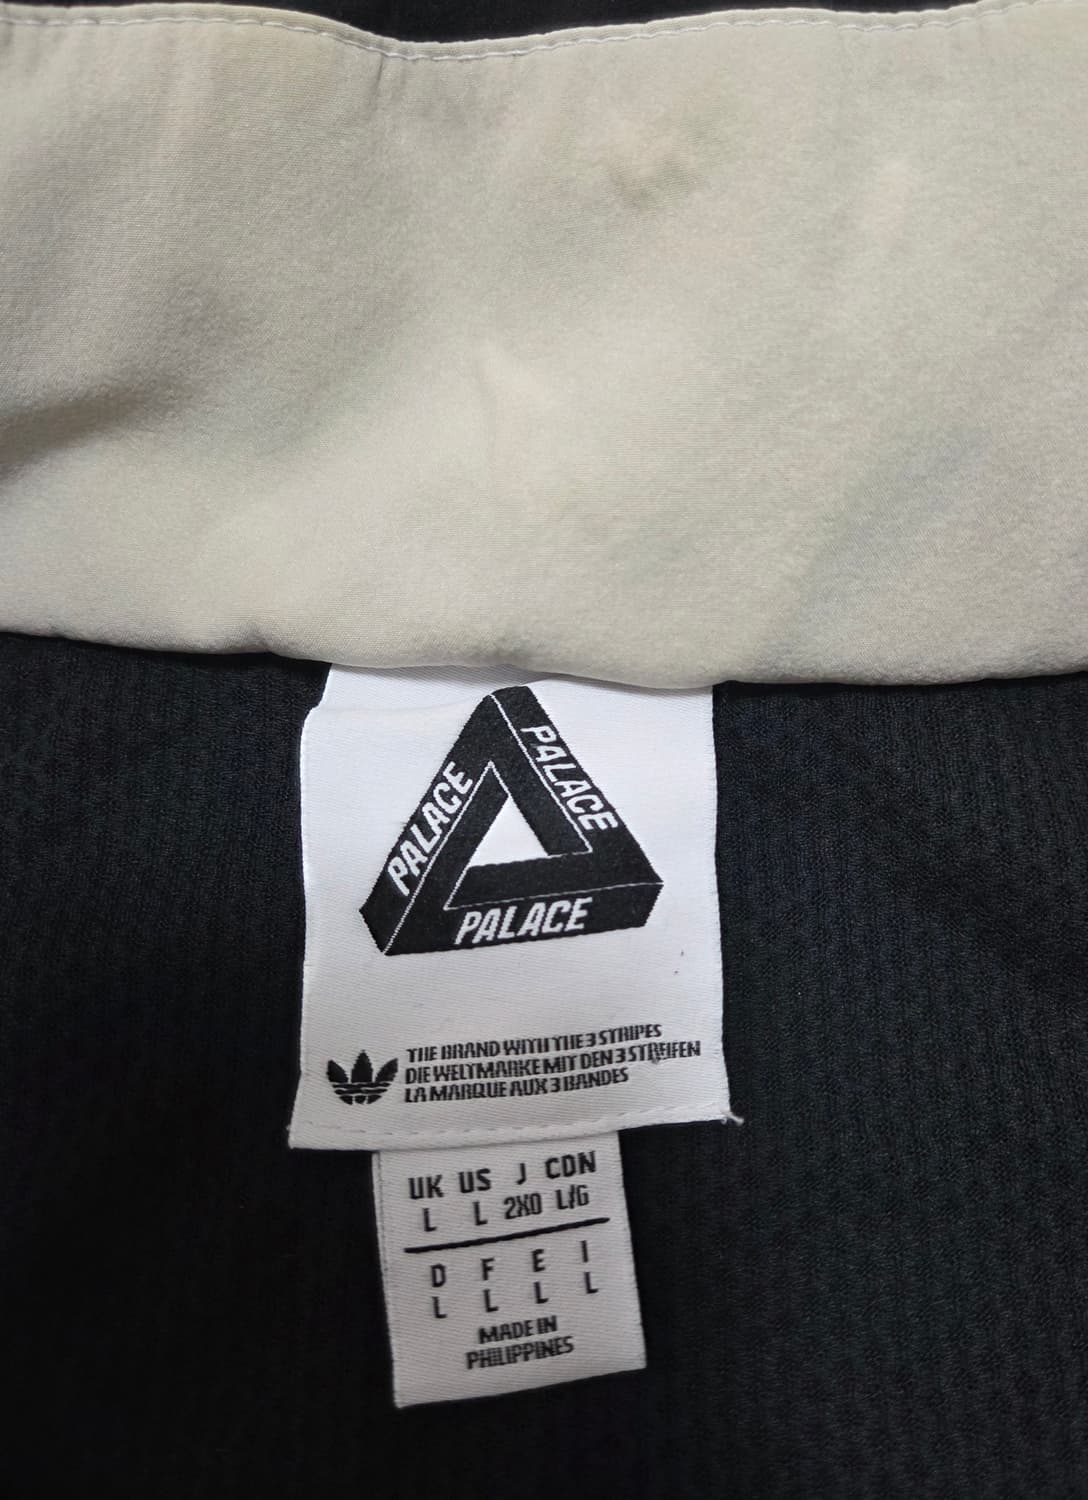 PALACE
PALACE
PALACE
THE BRAND WITH THE 3 STRIPES
DIE WELTMARKE MIT DEN 3 STREIFEN
LA MARQUE AUX 3 BANDES
UK US J CDN
L L 2XO L/G
D F E I
L L L L
MADE IN
PHILIPPINES